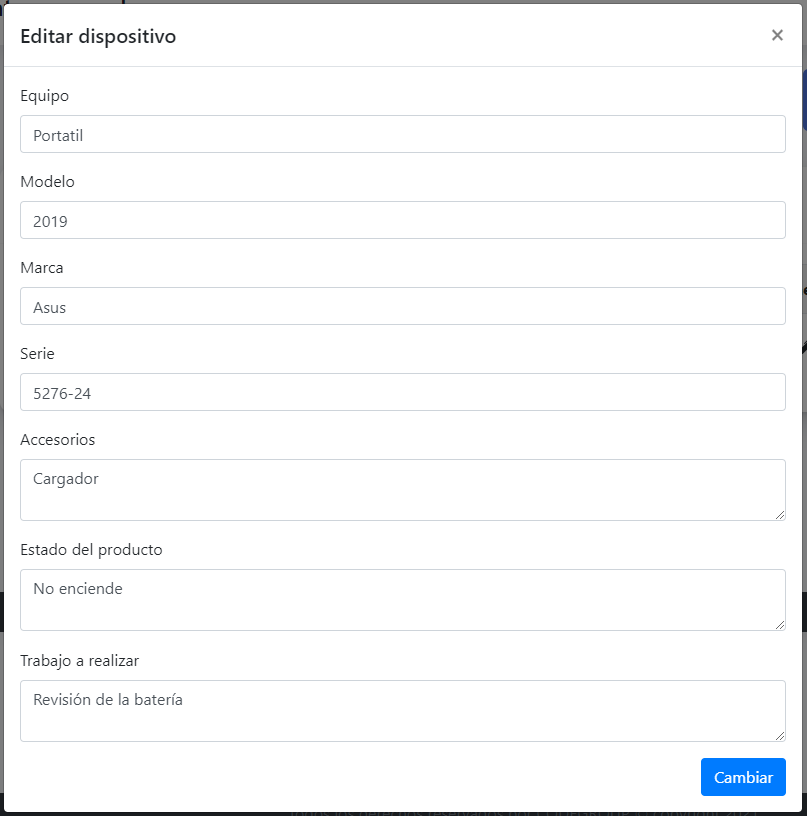 Editar dispositivo
×
Equipo
Portatil
Modelo
2019
Marca
Asus
Serie
5276-24
Accesorios
Cargador
Estado del producto
No enciende
Trabajo a realizar
Revisión de la batería
Cambiar